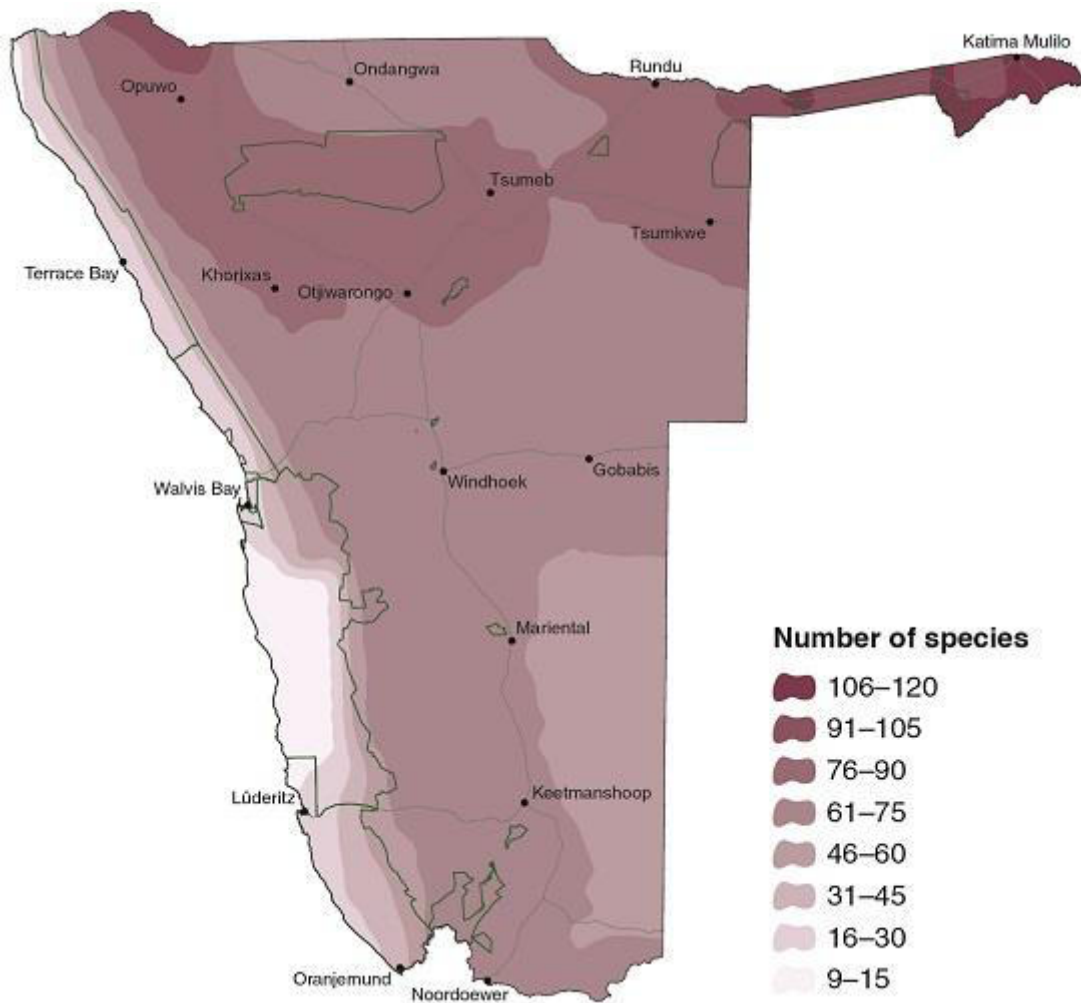 Katima Mulilo
Rundu
Ondangwa
Opuwo
Tsumeb
Tsumkwe
Terrace Bay
Khorixas
Otjiwarongo
Walvis Bay
Windhoek
Gobabis
Mariental
Lüderitz
Keetmanshoop
Oranjemund
Noordoewer
Number of species
106–120
91–105
76–90
61–75
46–60
31–45
16–30
9–15